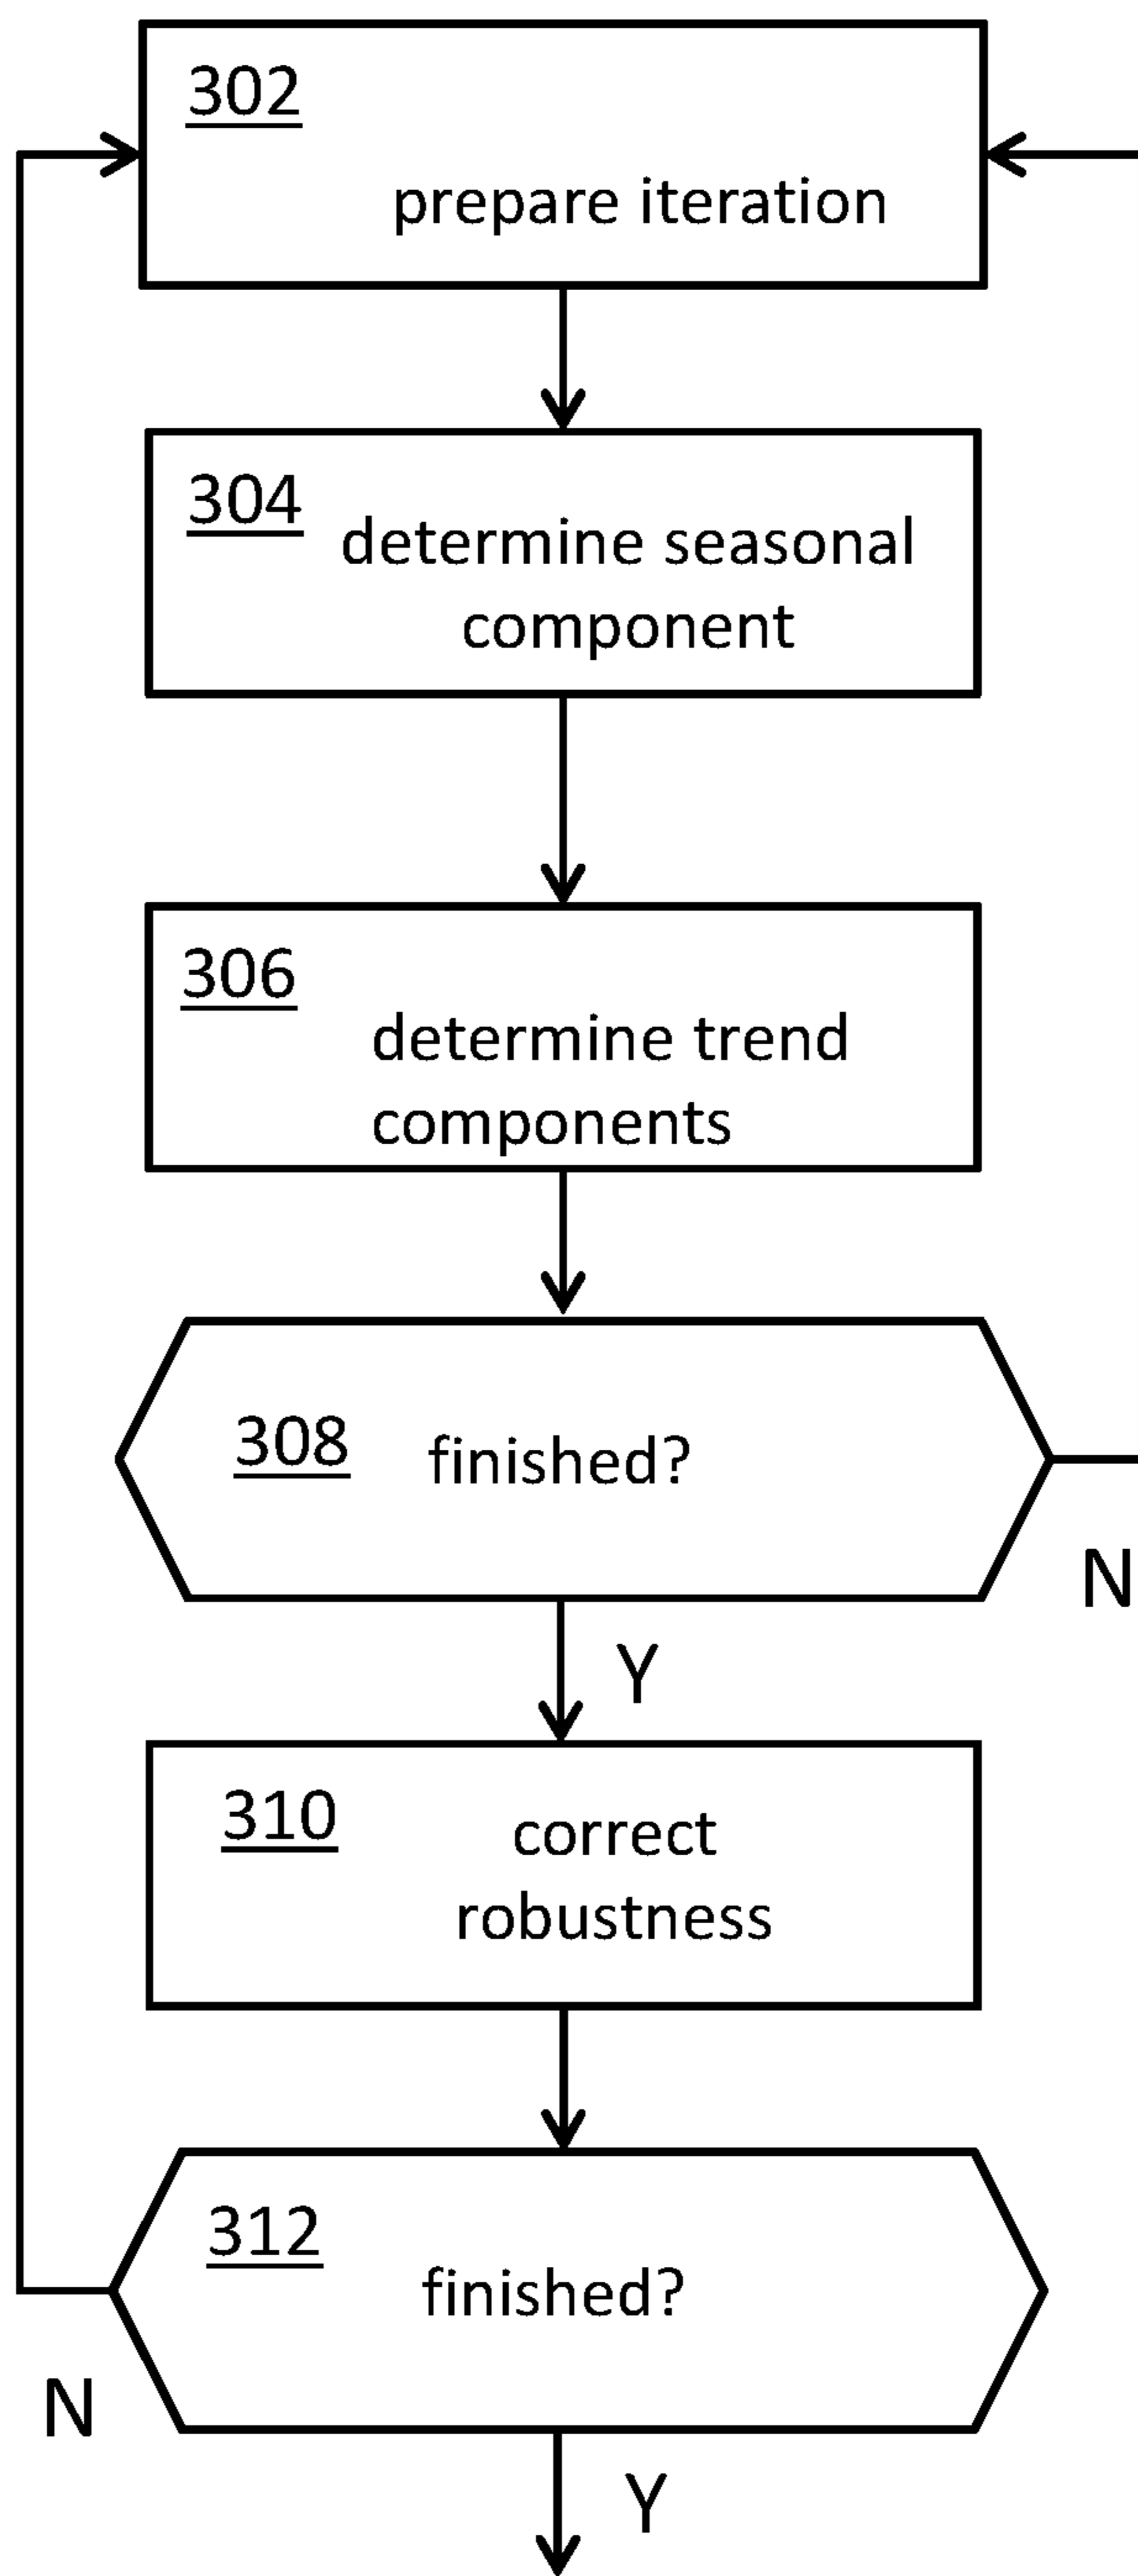 302
prepare iteration
304
determine seasonal
component
306
determine trend
components
308 finished?
N
Y
310 correct
robustness
312
finished?
N
Y